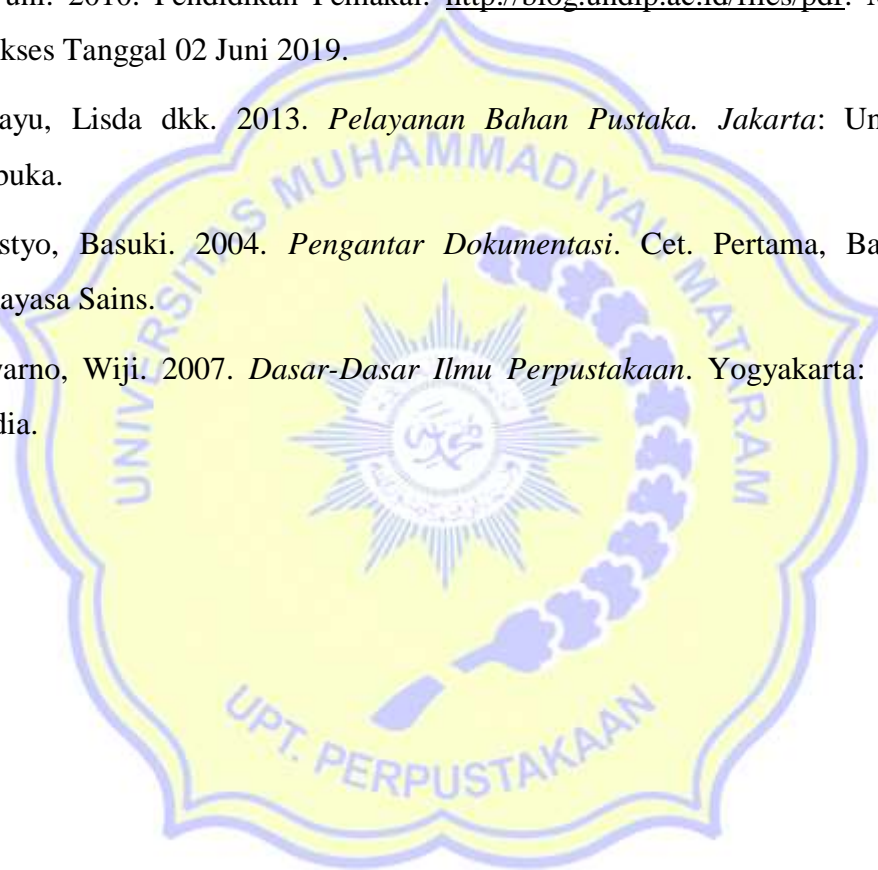 2010. Pendidikan Pemakai. http://blog.undip.ac.id/files/pdf.
kses Tanggal 02 Juni 2019.
ayu, Lisda dkk. 2013. Pelayanan Bahan Pustaka. Jakarta: Un
buka.
styo, Basuki. 2004. Pengantar Dokumentasi. Cet. Pertama, Ba
ayasa Sains.
arno, Wiji. 2007. Dasar-Dasar Ilmu Perpustakaan. Yogyakarta:
dia.
UNIVERSITAS MUHAMMADIYAH MATARAM
UPT. PERPUSTAKAAN